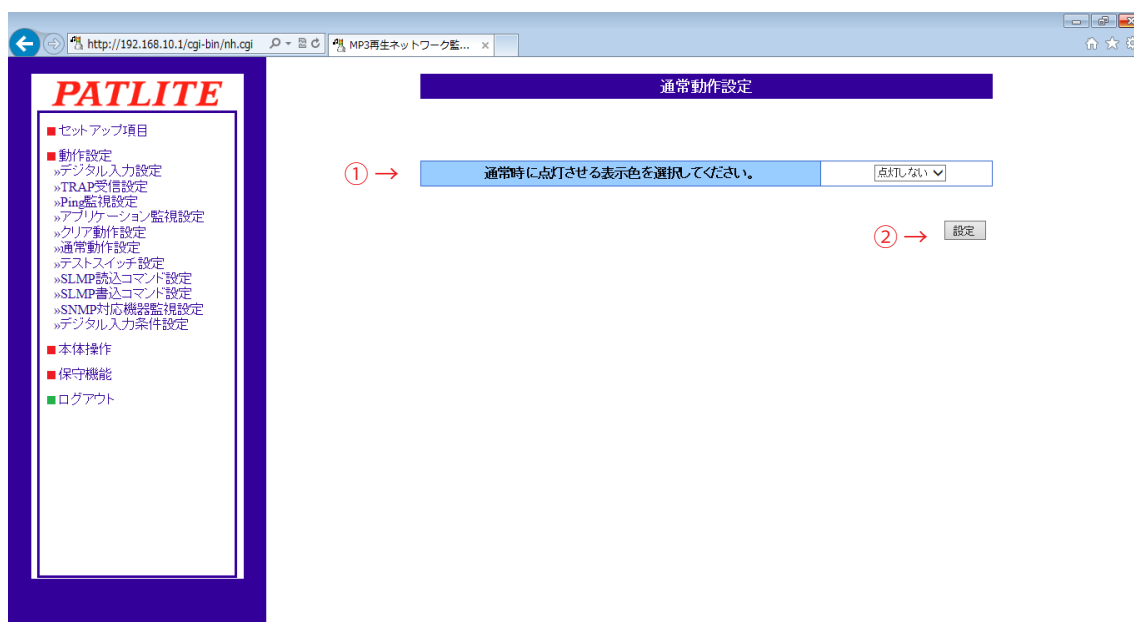 http://192.168.10.1/cgi-bin/nh.cgi
MP3再生ネットワーク監...
PATLITE
セットアップ項目
動作設定
»デジタル入力設定
»TRAP受信設定
»Ping監視設定
»アプリケーション監視設定
»クリア動作設定
»通常動作設定
»テストスイッチ設定
»SLMP読込コマンド設定
»SLMP書込コマンド設定
»SNMP対応機器監視設定
»デジタル入力条件設定
本体操作
保守機能
ログアウト
通常動作設定
① → 通常時に点灯させる表示色を選択してください。 点灯しない
② → 設定